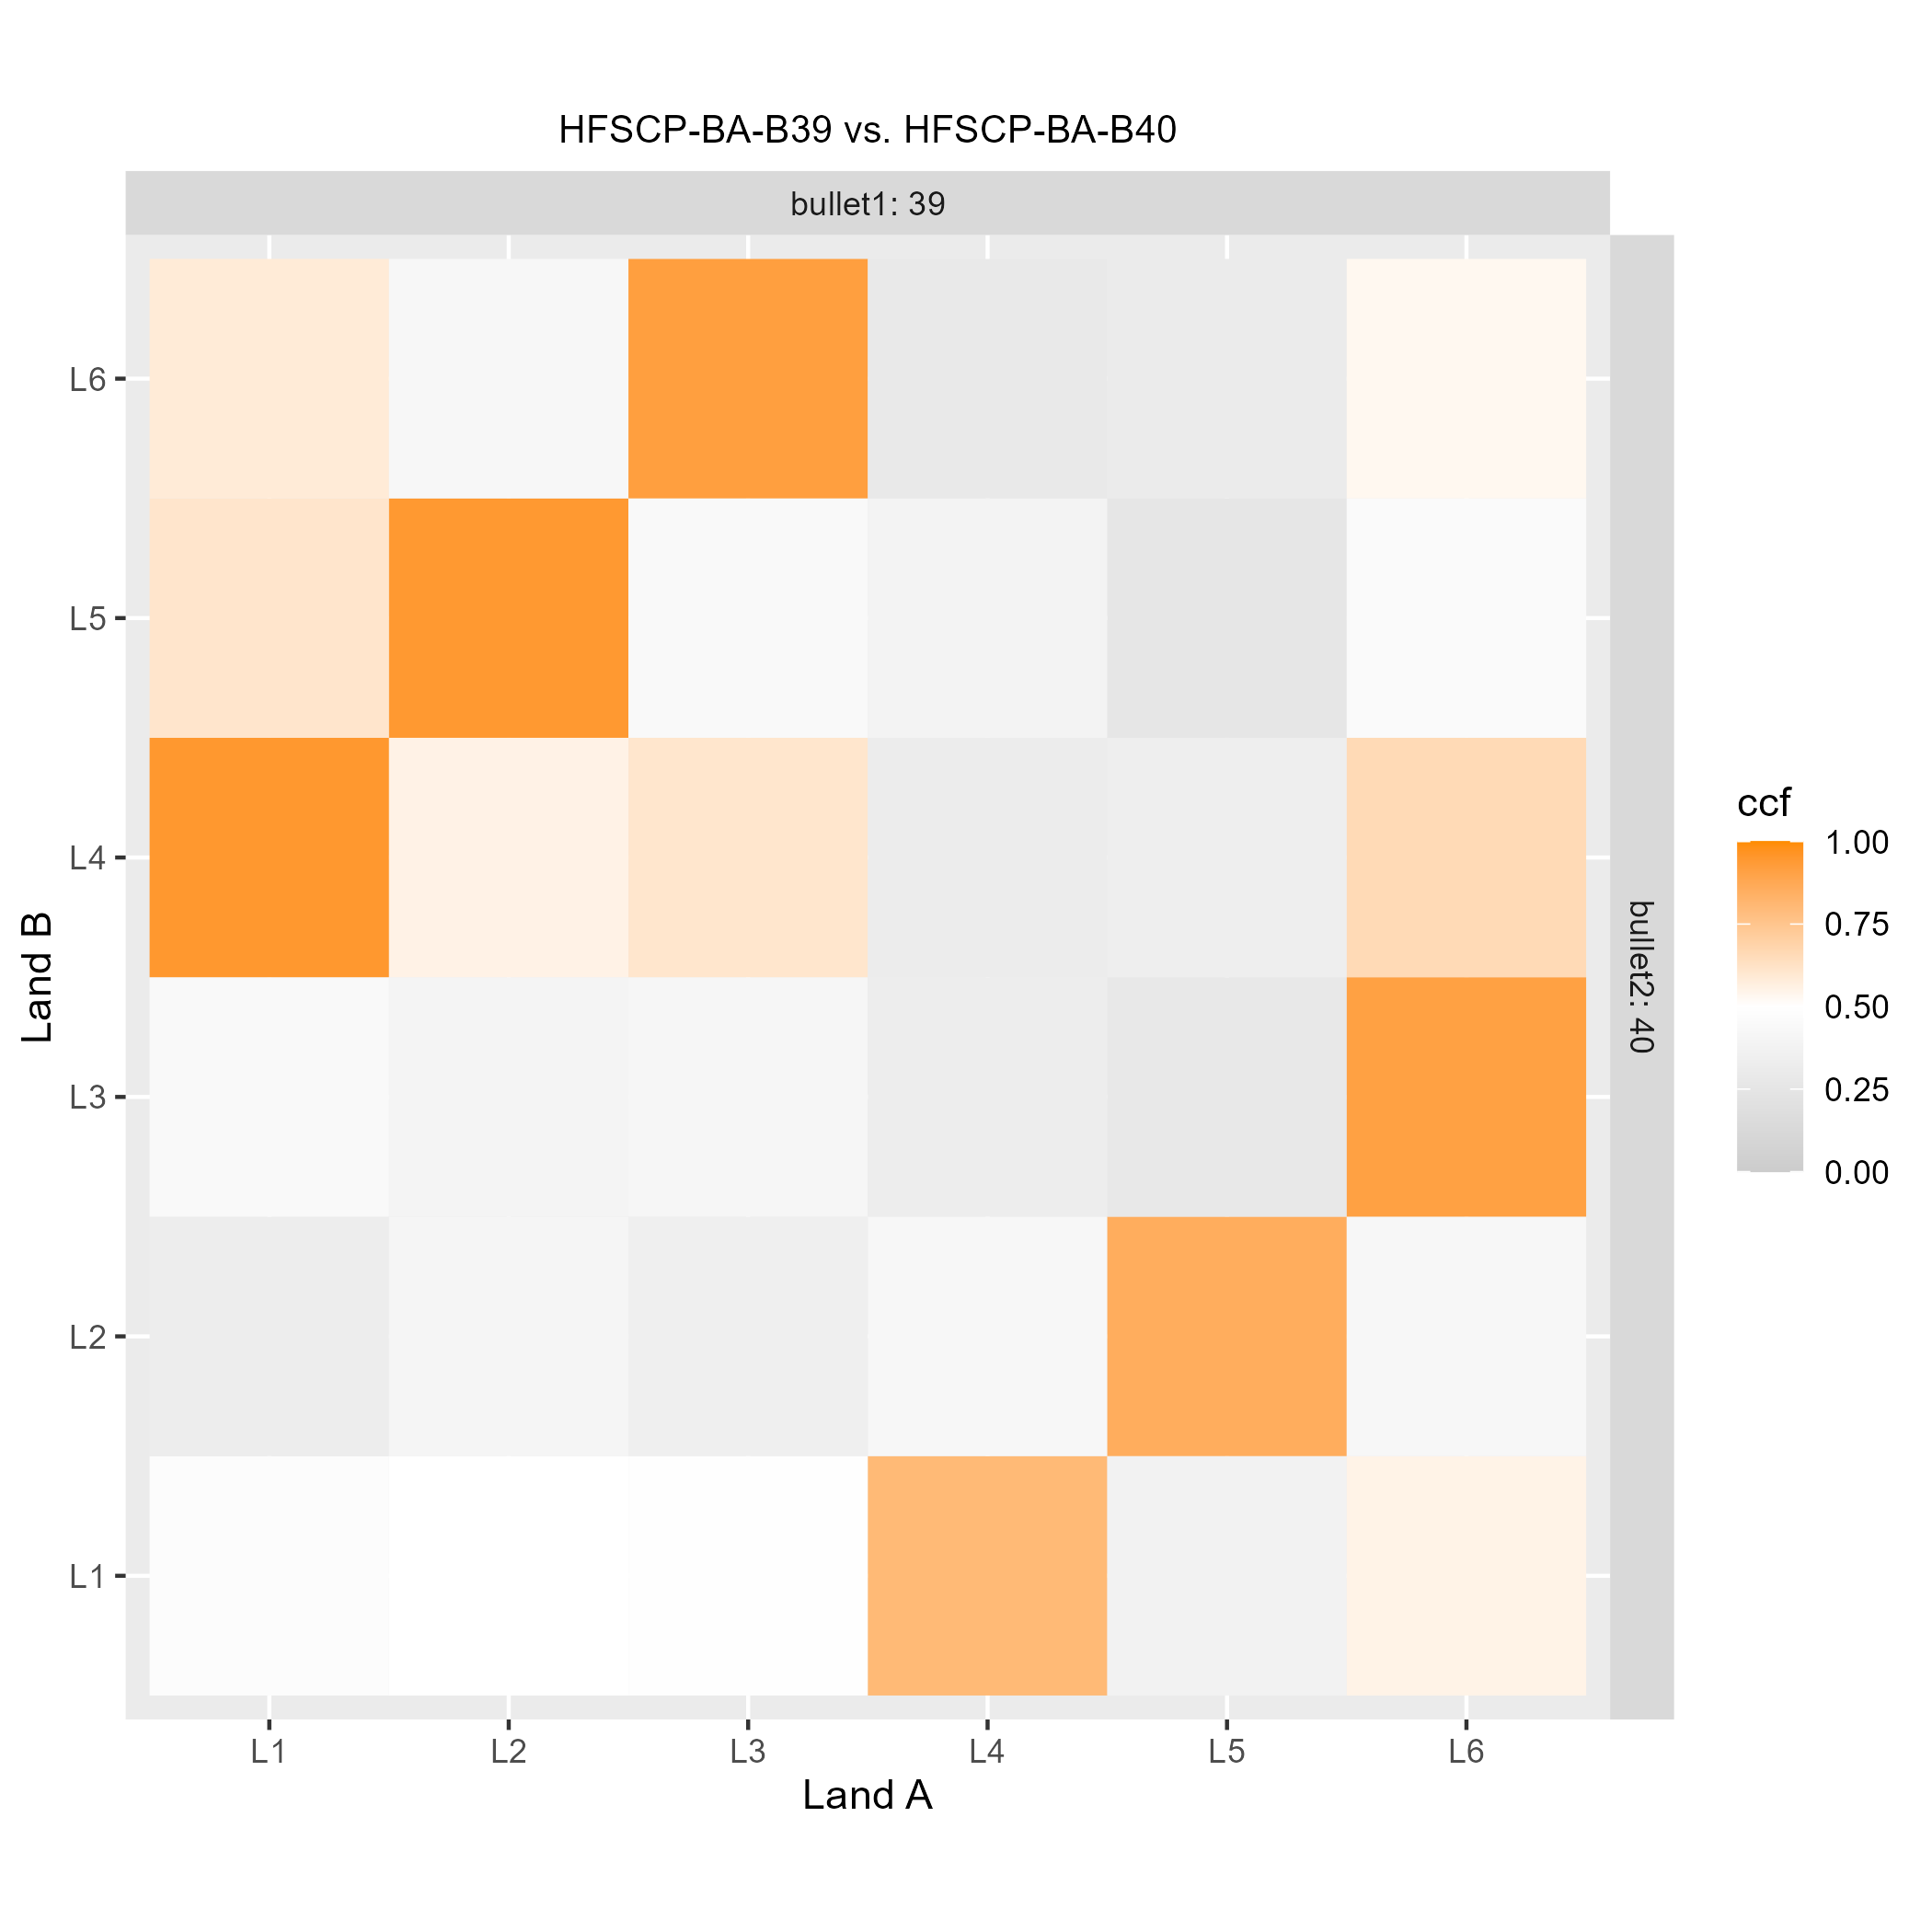 HFSCP-BA-B39 vs. HFSCP-BA-B40
bullet1: 39
L6
L5
L4
L3
L2
L1
Land B
bullet2: 40
L1 L2 L3 L4 L5 L6
Land A
ccf
1.00
0.75
0.50
0.25
0.00